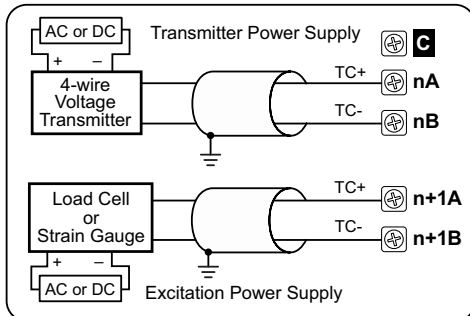 AC or DC
Transmitter Power Supply
C
+ –
4-wire
Voltage
Transmitter
TC+
nA
TC-
nB
Load Cell
or
Strain Gauge
TC+
n+1A
TC-
n+1B
+ –
AC or DC
Excitation Power Supply